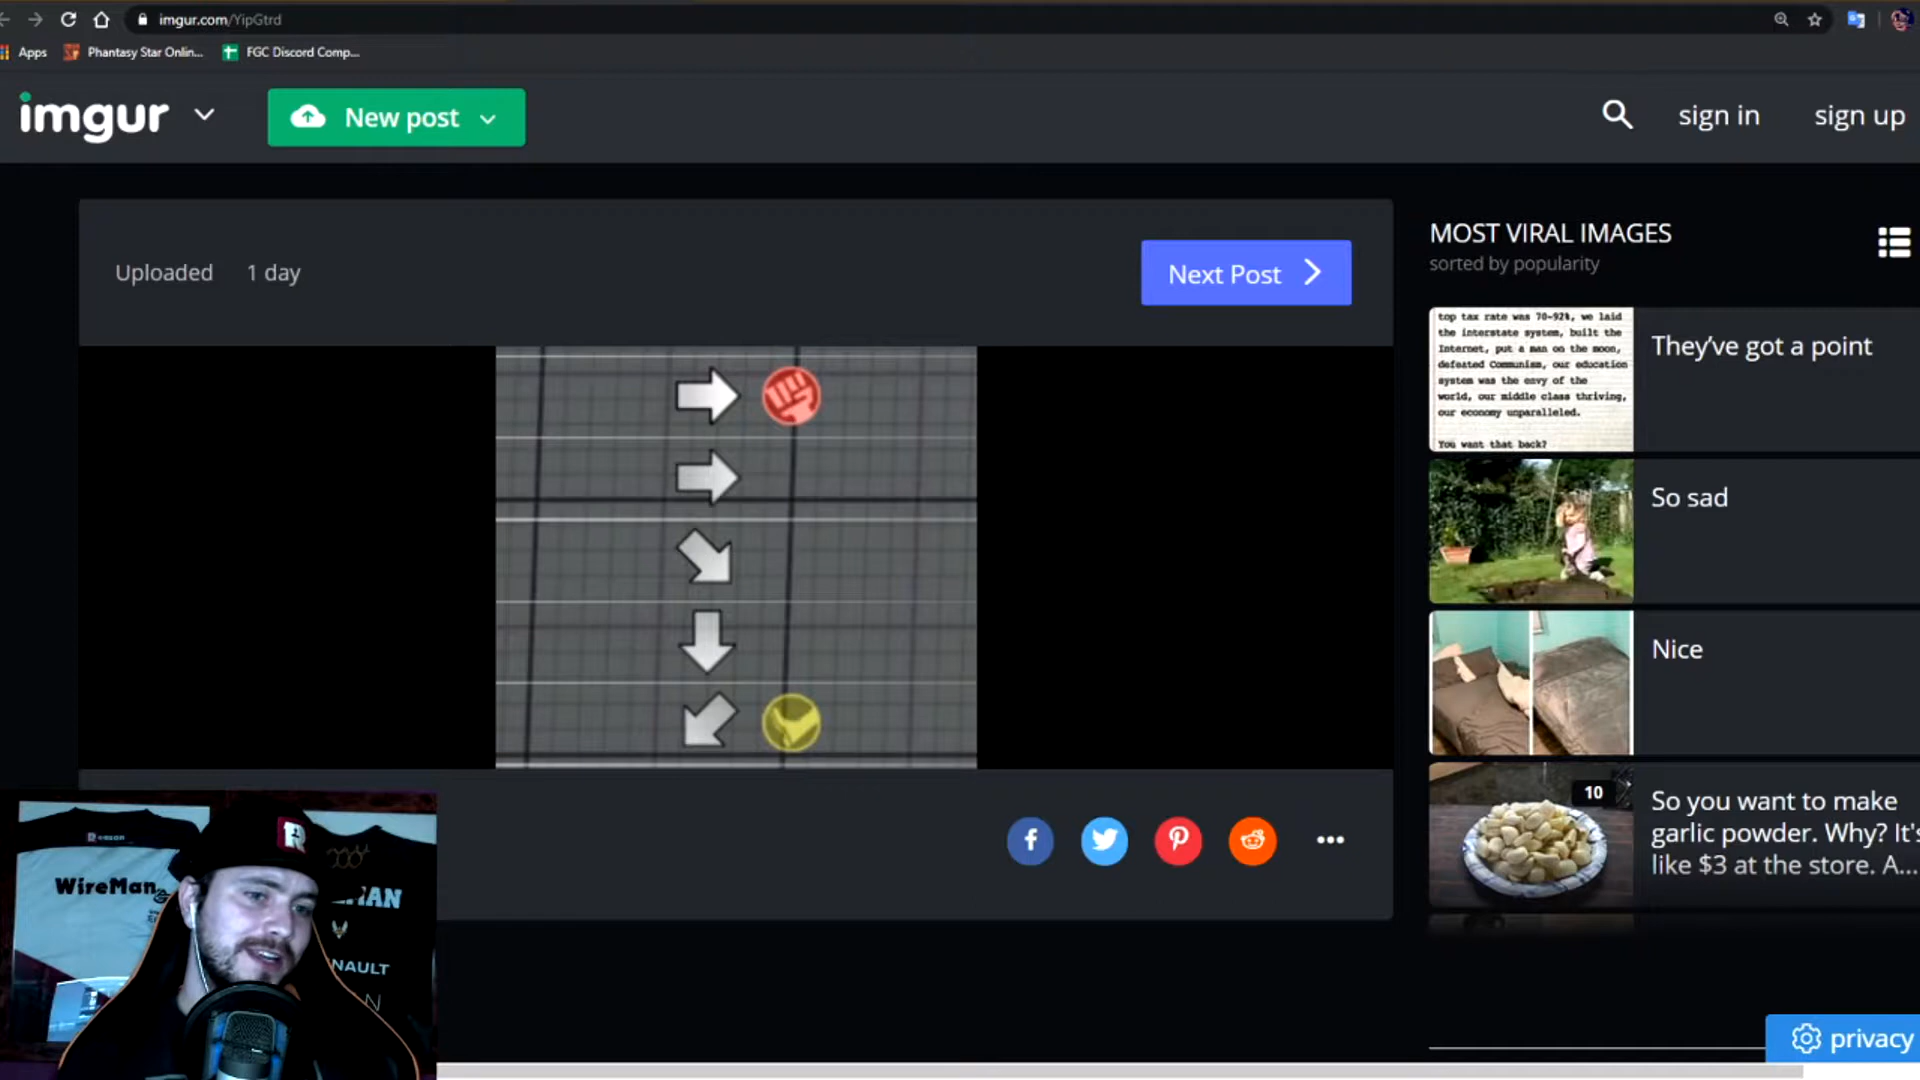 imgur.com/YipGtrd
Apps
Phantasy Star Onlin...
FGC Discord Comp...
imgur
New post
sign in
sign up
Uploaded 1 day
Next Post
MOST VIRAL IMAGES
sorted by popularity
top tax rate was 70-92%, we laid
the interstate system, built the
Internet, put a man on the moon,
defeated Communism, our education
system was the envy of the
world, our middle class thriving,
our economy unparalleled.
You want that back?
They've got a point
So sad
Nice
10
So you want to make
garlic powder. Why? It's
like $3 at the store. A...
WireMan
R
NAULT
privacy